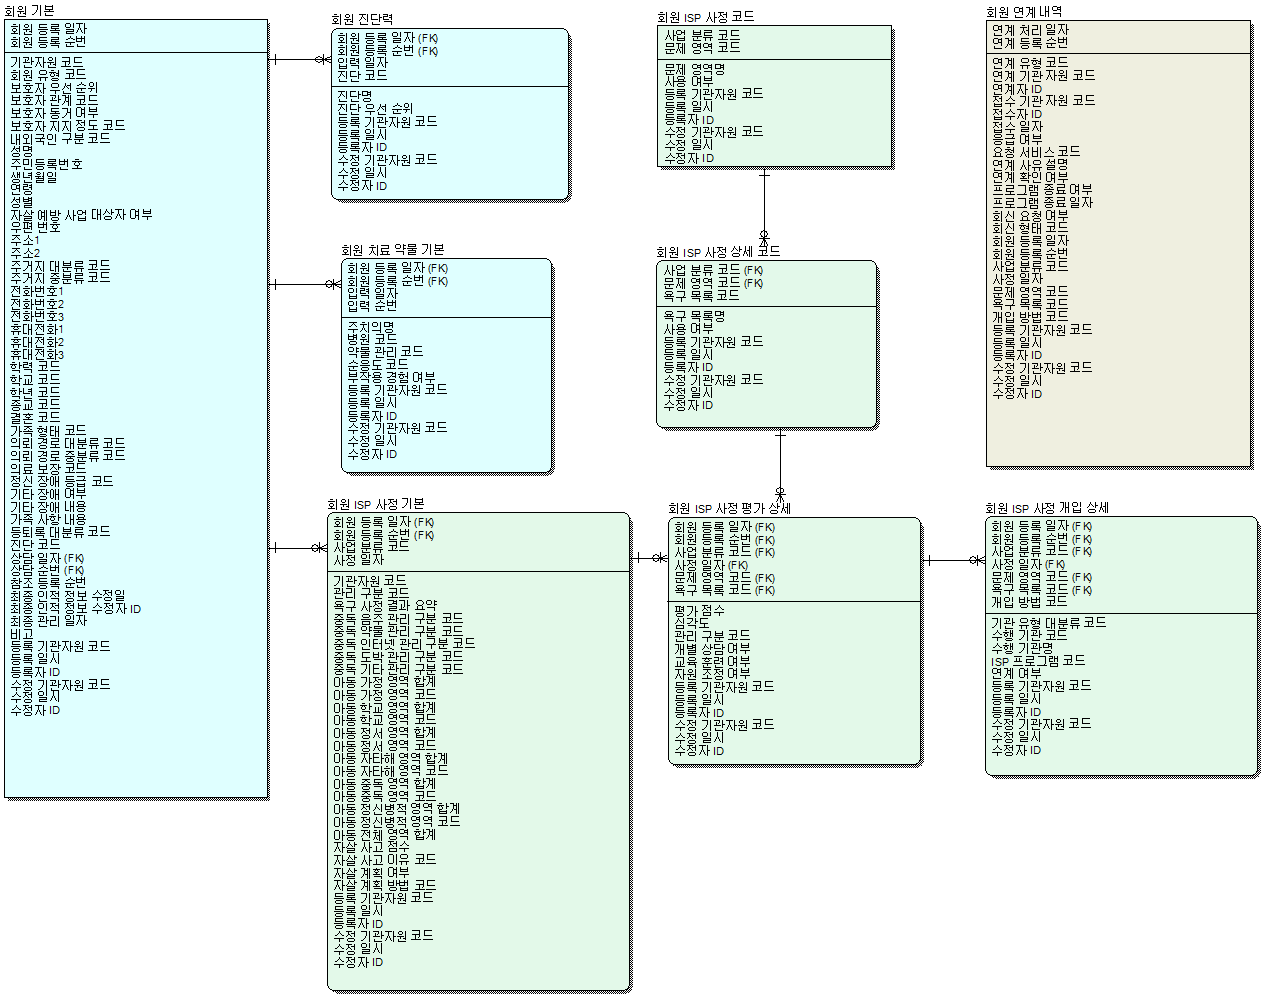 회원 기본
회원 등록 일자
회원 등록 순번
기관자원 코드
회원 유형 코드
보호자 우선 순위
보호자 관계 코드
보호자 동거 여부
보호자 지지 정도 코드
내외국인 구분 코드
성명
주민등록번호
생년월일
연령
성별
자살 예방 사업 대상자 여부
우편 번호
주소1
주소2
주거지 대분류 코드
주거지 중분류 코드
전화번호1
전화번호2
전화번호3
휴대전화1
휴대전화2
휴대전화3
학력 코드
학교 코드
학년 코드
종교 코드
결혼 코드
가족 형태 코드
의뢰 경로 대분류 코드
의뢰 경로 중분류 코드
의료 보장 코드
정신 장애 등급 코드
기타 장애 여부
기타 장애 내용
가족 사항 내용
등퇴록 대분류 코드
진단 코드
상담 일자 (FK)
상담 순번 (FK)
참조 등록 순번
최종 인적 정보 수정일
최종 인적 정보 수정자 ID
최종 관리 일자
비고
등록 기관자원 코드
등록 일시
등록자 ID
수정 기관자원 코드
수정 일시
수정자 ID
회원 진단력
회원 등록 일자 (FK)
회원 등록 순번 (FK)
입력 일자
진단 코드
진단명
진단 우선 순위
등록 기관자원 코드
등록 일시
등록자 ID
수정 기관자원 코드
수정 일시
수정자 ID
회원 치료 약물 기본
회원 등록 일자 (FK)
회원 등록 순번 (FK)
입력 일자
입력 순번
주치의명
병원 코드
약물 관리 코드
순응도 코드
부작용 경험 여부
등록 기관자원 코드
등록 일시
등록자 ID
수정 기관자원 코드
수정 일시
수정자 ID
회원 ISP 사정 기본
회원 등록 일자 (FK)
회원 등록 순번 (FK)
사업 분류 코드
사정 일자
기관자원 코드
관리 구분 코드
욕구 사정 결과 요약
중독 음주 관리 구분 코드
중독 약물 관리 구분 코드
중독 인터넷 관리 구분 코드
중독 도박 관리 구분 코드
중독 기타 관리 구분 코드
아동 가정 영역 합계
아동 가정 영역 코드
아동 학교 영역 합계
아동 학교 영역 코드
아동 정서 영역 합계
아동 정서 영역 코드
아동 자타해 영역 합계
아동 자타해 영역 코드
아동 중독 영역 합계
아동 중독 영역 코드
아동 정신병적 영역 합계
아동 정신병적 영역 코드
아동 전체 영역 합계
자살 사고 점수
자살 사고 이유 코드
자살 계획 여부
자살 계획 방법 코드
등록 기관자원 코드
등록 일시
등록자 ID
수정 기관자원 코드
수정 일시
수정자 ID
회원 ISP 사정 코드
사업 분류 코드
문제 영역 코드
문제 영역명
사용 여부
등록 기관자원 코드
등록 일시
등록자 ID
수정 기관자원 코드
수정 일시
수정자 ID
회원 ISP 사정 상세 코드
사업 분류 코드 (FK)
문제 영역 코드 (FK)
욕구 목록 코드
욕구 목록명
사용 여부
등록 기관자원 코드
등록 일시
등록자 ID
수정 기관자원 코드
수정 일시
수정자 ID
회원 ISP 사정 평가 상세
회원 등록 일자 (FK)
회원 등록 순번 (FK)
사업 분류 코드 (FK)
사정 일자 (FK)
문제 영역 코드 (FK)
욕구 목록 코드 (FK)
평가 점수
심각도
관리 구분 코드
개별 상담 여부
교육 훈련 여부
자원 조정 여부
등록 기관자원 코드
등록 일시
등록자 ID
수정 기관자원 코드
수정 일시
수정자 ID
회원 연계 내역
연계 처리 일자
연계 등록 순번
연계 유형 코드
연계 기관 자원 코드
연계자 ID
접수 기관 자원 코드
접수자 ID
접수 일자
응급 여부
요청 서비스 코드
연계 사유 설명
연계 확인 여부
프로그램 종료 여부
프로그램 종료 일자
회신 요청 여부
회신 형태 코드
회원 등록 일자
회원 등록 순번
사업 분류 코드
사정 일자
문제 영역 코드
욕구 목록 코드
개입 방법 코드
등록 기관자원 코드
등록 일시
등록자 ID
수정 기관자원 코드
수정 일시
수정자 ID
회원 ISP 사정 개입 상세
회원 등록 일자 (FK)
회원 등록 순번 (FK)
사업 분류 코드 (FK)
사정 일자 (FK)
문제 영역 코드 (FK)
욕구 목록 코드 (FK)
개입 방법 코드
기관 유형 대분류 코드
수행 기관 코드
수행 기관명
ISP 프로그램 코드
연계 여부
등록 기관자원 코드
등록 일시
등록자 ID
수정 기관자원 코드
수정 일시
수정자 ID